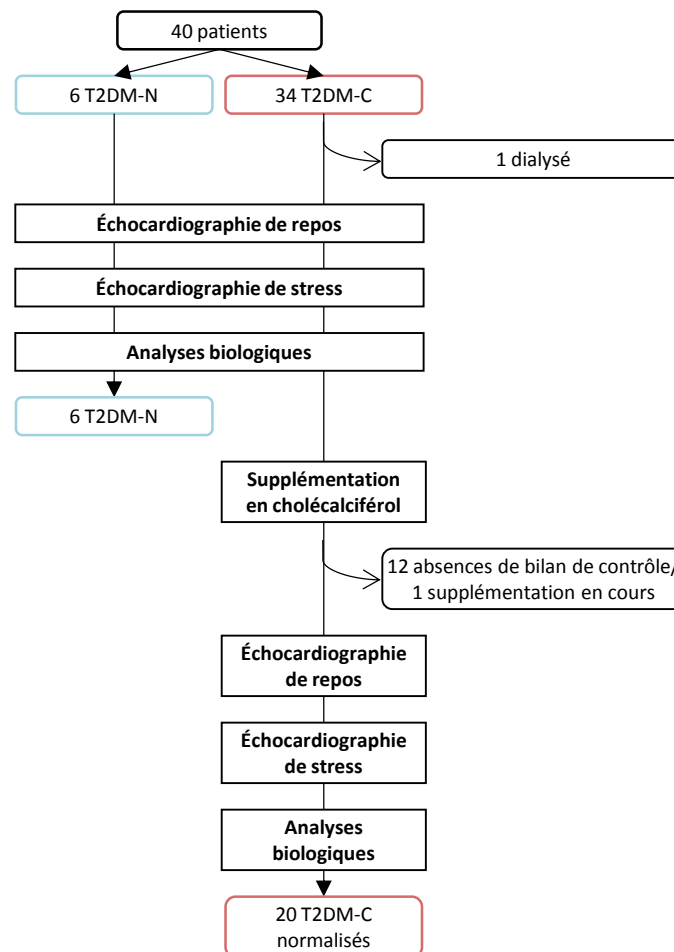 40 patients
6 T2DM-N
34 T2DM-C
1 dialysé
Échocardiographie de repos
Échocardiographie de stress
Analyses biologiques
6 T2DM-N
Supplémentation
en cholécalciférol
12 absences de bilan de contrôle/
1 supplémentation en cours
Échocardiographie
de repos
Échocardiographie
de stress
Analyses
biologiques
20 T2DM-C
normalisés